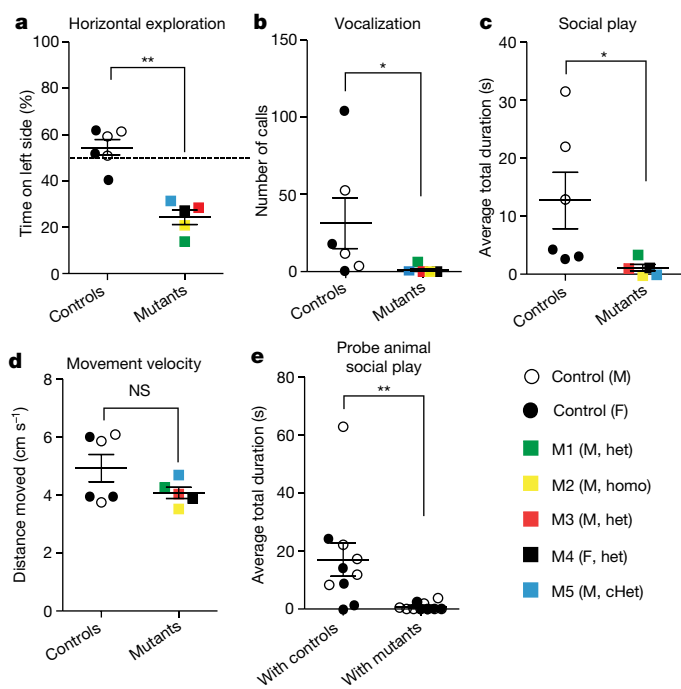 a Horizontal exploration
Time on left side (%)
100
80
60
40
20
0
**
Controls
Mutants
b Vocalization
Number of calls
150
100
50
0
*
Controls
Mutants
c Social play
Average total duration (s)
40
30
20
10
0
*
Controls
Mutants
d Movement velocity
Distance moved (cm s⁻¹)
8
6
4
2
0
NS
Controls
Mutants
e Probe animal
social play
Average total duration (s)
80
60
40
20
0
**
With controls
With mutants
Control (M)
Control (F)
M1 (M, het)
M2 (M, homo)
M3 (M, het)
M4 (F, het)
M5 (M, cHet)